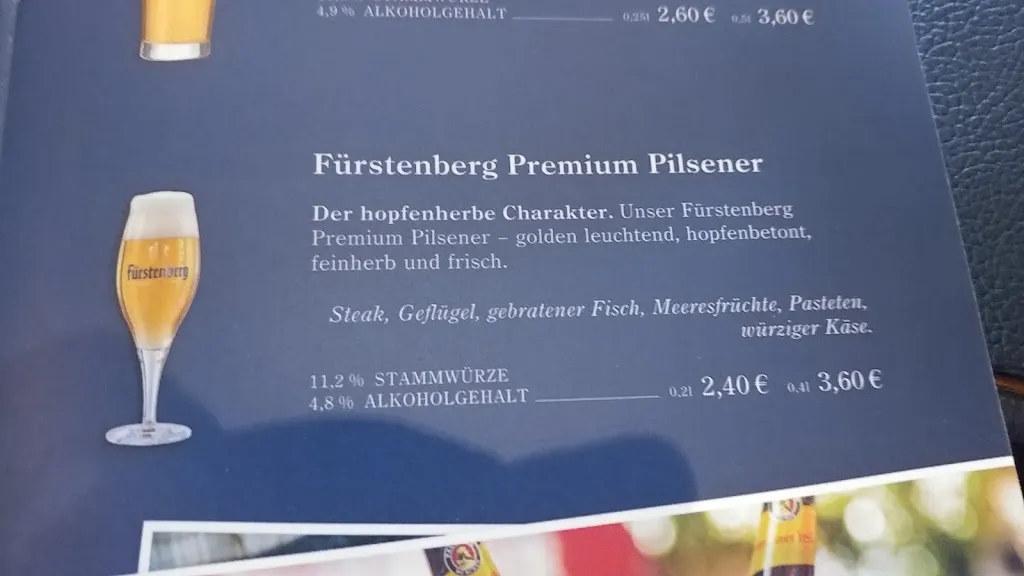 4,9 % ALKOHOLGEHALT 0,25l 2,60 € 0,5l 3,60 €
Fürstenberg Premium Pilsener
Der hopfenherbe Charakter. Unser Fürstenberg
Premium Pilsener – golden leuchtend, hopfenbetont,
feinherb und frisch.
Fürstenberg
Steak, Geflügel, gebratener Fisch, Meeresfrüchte, Pasteten,
würziger Käse.
11,2 % STAMMWÜRZE
4,8 % ALKOHOLGEHALT 0,2l 2,40 € 0,4l 3,60 €